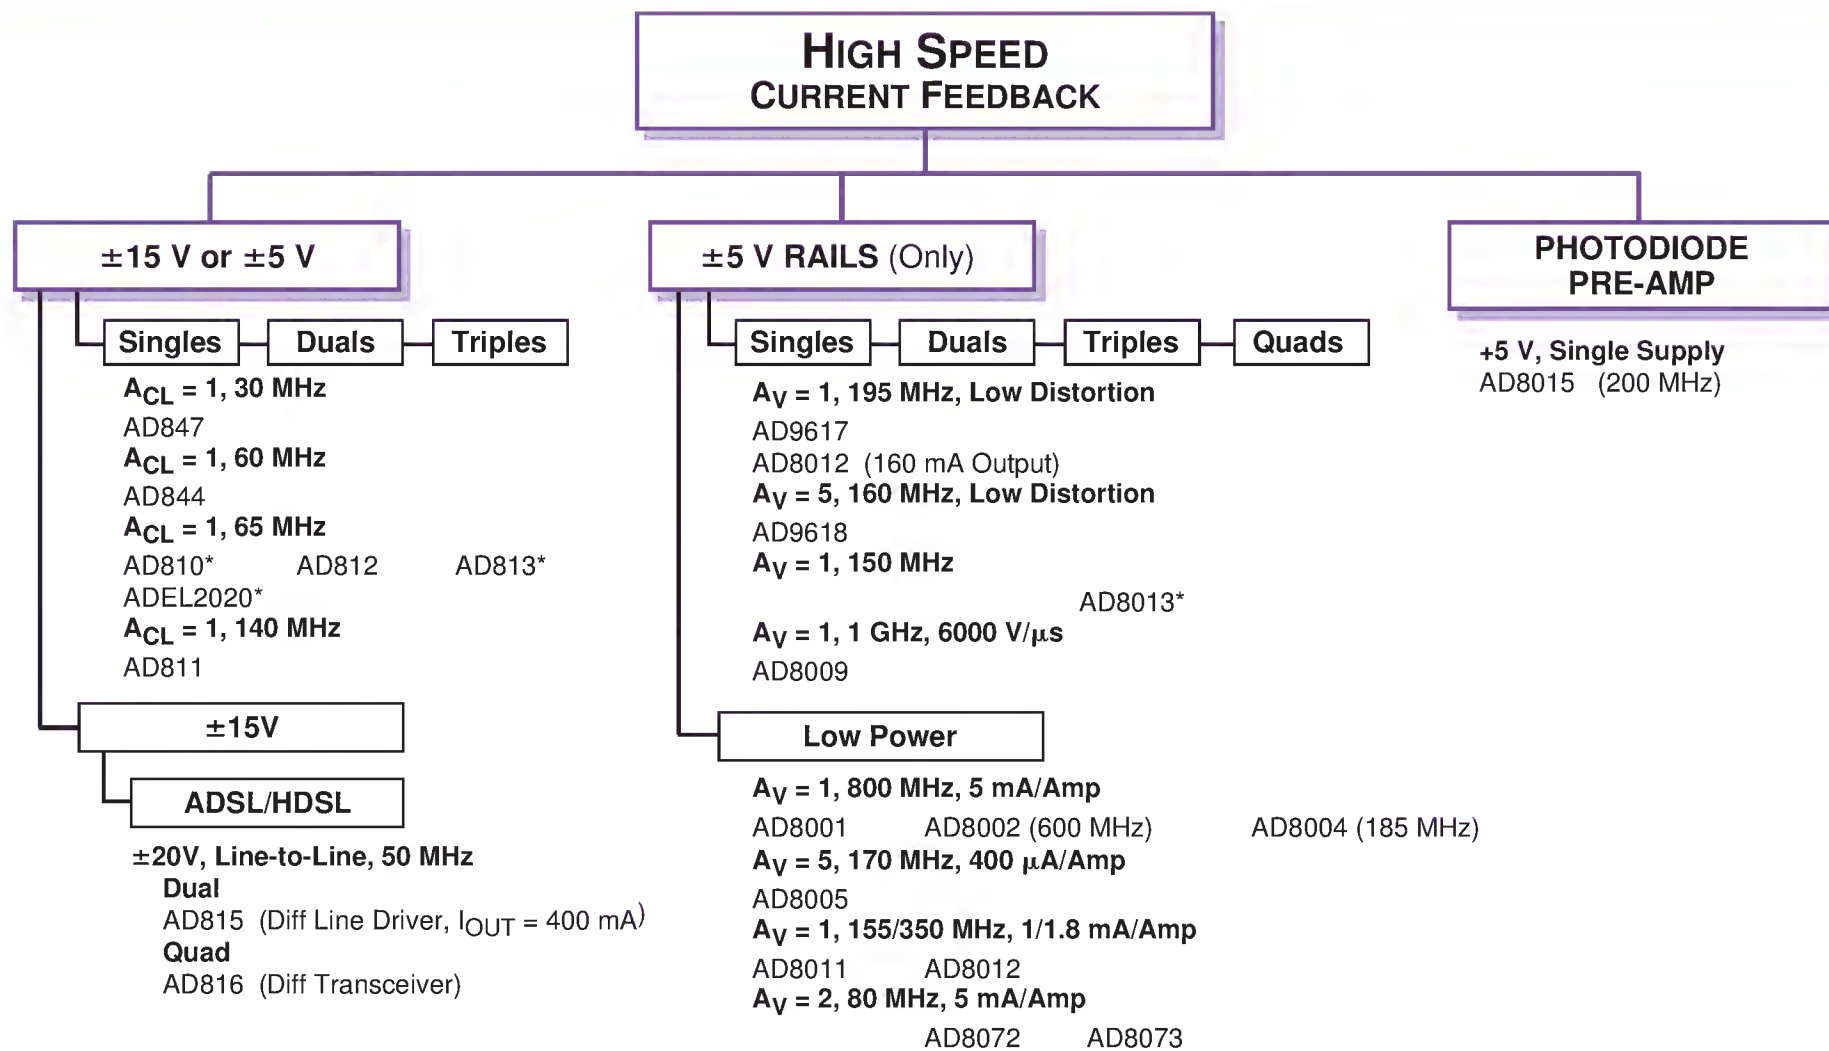 HIGH SPEED
CURRENT FEEDBACK
±15 V or ±5 V
Singles Duals Triples
ACL = 1, 30 MHz
AD847
ACL = 1, 60 MHz
AD844
ACL = 1, 65 MHz
AD810* AD812 AD813*
ADEL2020*
ACL = 1, 140 MHz
AD811
±15V
ADSL/HDSL
±20V, Line-to-Line, 50 MHz
Dual
AD815 (Diff Line Driver, IOUT = 400 mA)
Quad
AD816 (Diff Transceiver)
±5 V RAILS (Only)
Singles Duals Triples Quads
AV = 1, 195 MHz, Low Distortion
AD9617
AD8012 (160 mA Output)
AV = 5, 160 MHz, Low Distortion
AD9618
AV = 1, 150 MHz
AD8013*
AV = 1, 1 GHz, 6000 V/µs
AD8009
Low Power
AV = 1, 800 MHz, 5 mA/Amp
AD8001 AD8002 (600 MHz) AD8004 (185 MHz)
AV = 5, 170 MHz, 400 µA/Amp
AD8005
AV = 1, 155/350 MHz, 1/1.8 mA/Amp
AD8011 AD8012
AV = 2, 80 MHz, 5 mA/Amp
AD8072 AD8073
PHOTODIODE
PRE-AMP
+5 V, Single Supply
AD8015 (200 MHz)